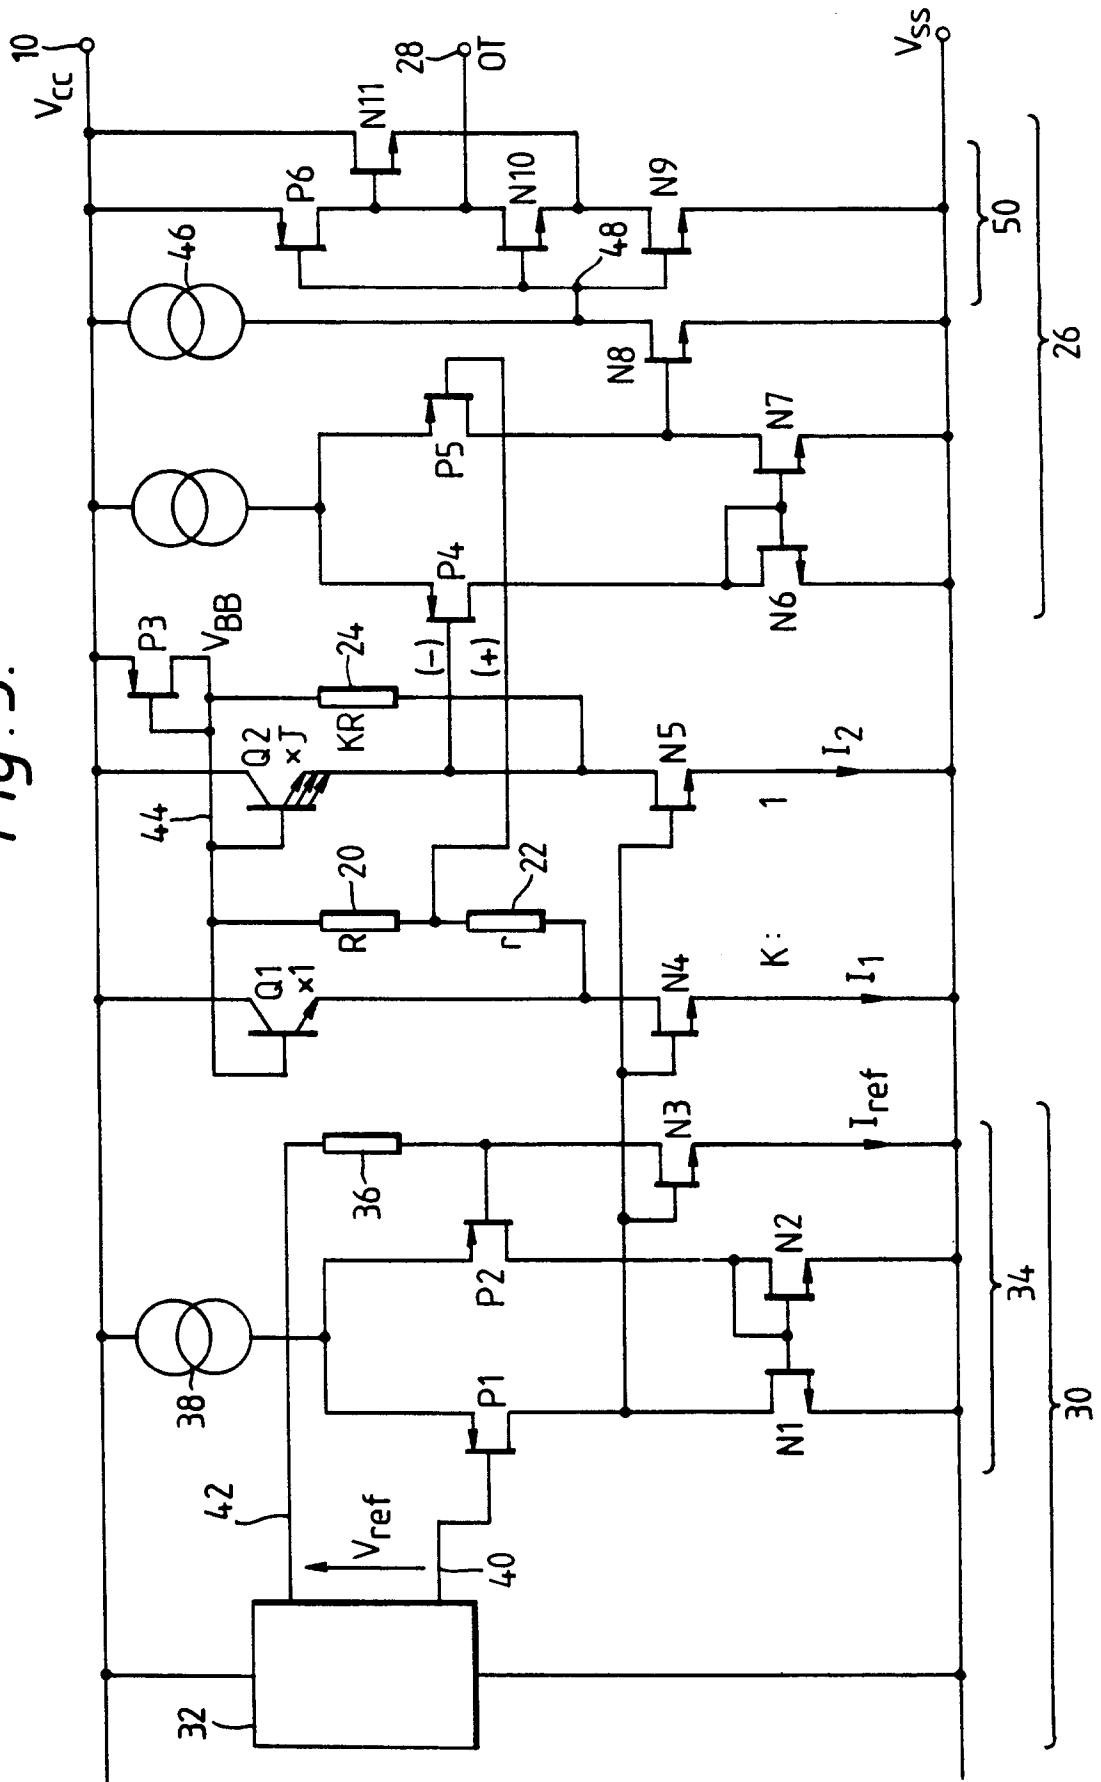 Fig. 3.
10
VCC
28
OT
VSS
N11
P6
N10
N9
48
50
46
N8
26
P5
N7
P4
N6
P3
VBB
24
KR
(-)
(+)
Q2
xJ
44
N5
I2
1
20
R
22
r
Q1
x1
N4
K:
I1
36
N3
Iref
P2
N2
34
38
P1
N1
30
42
Vref
40
32